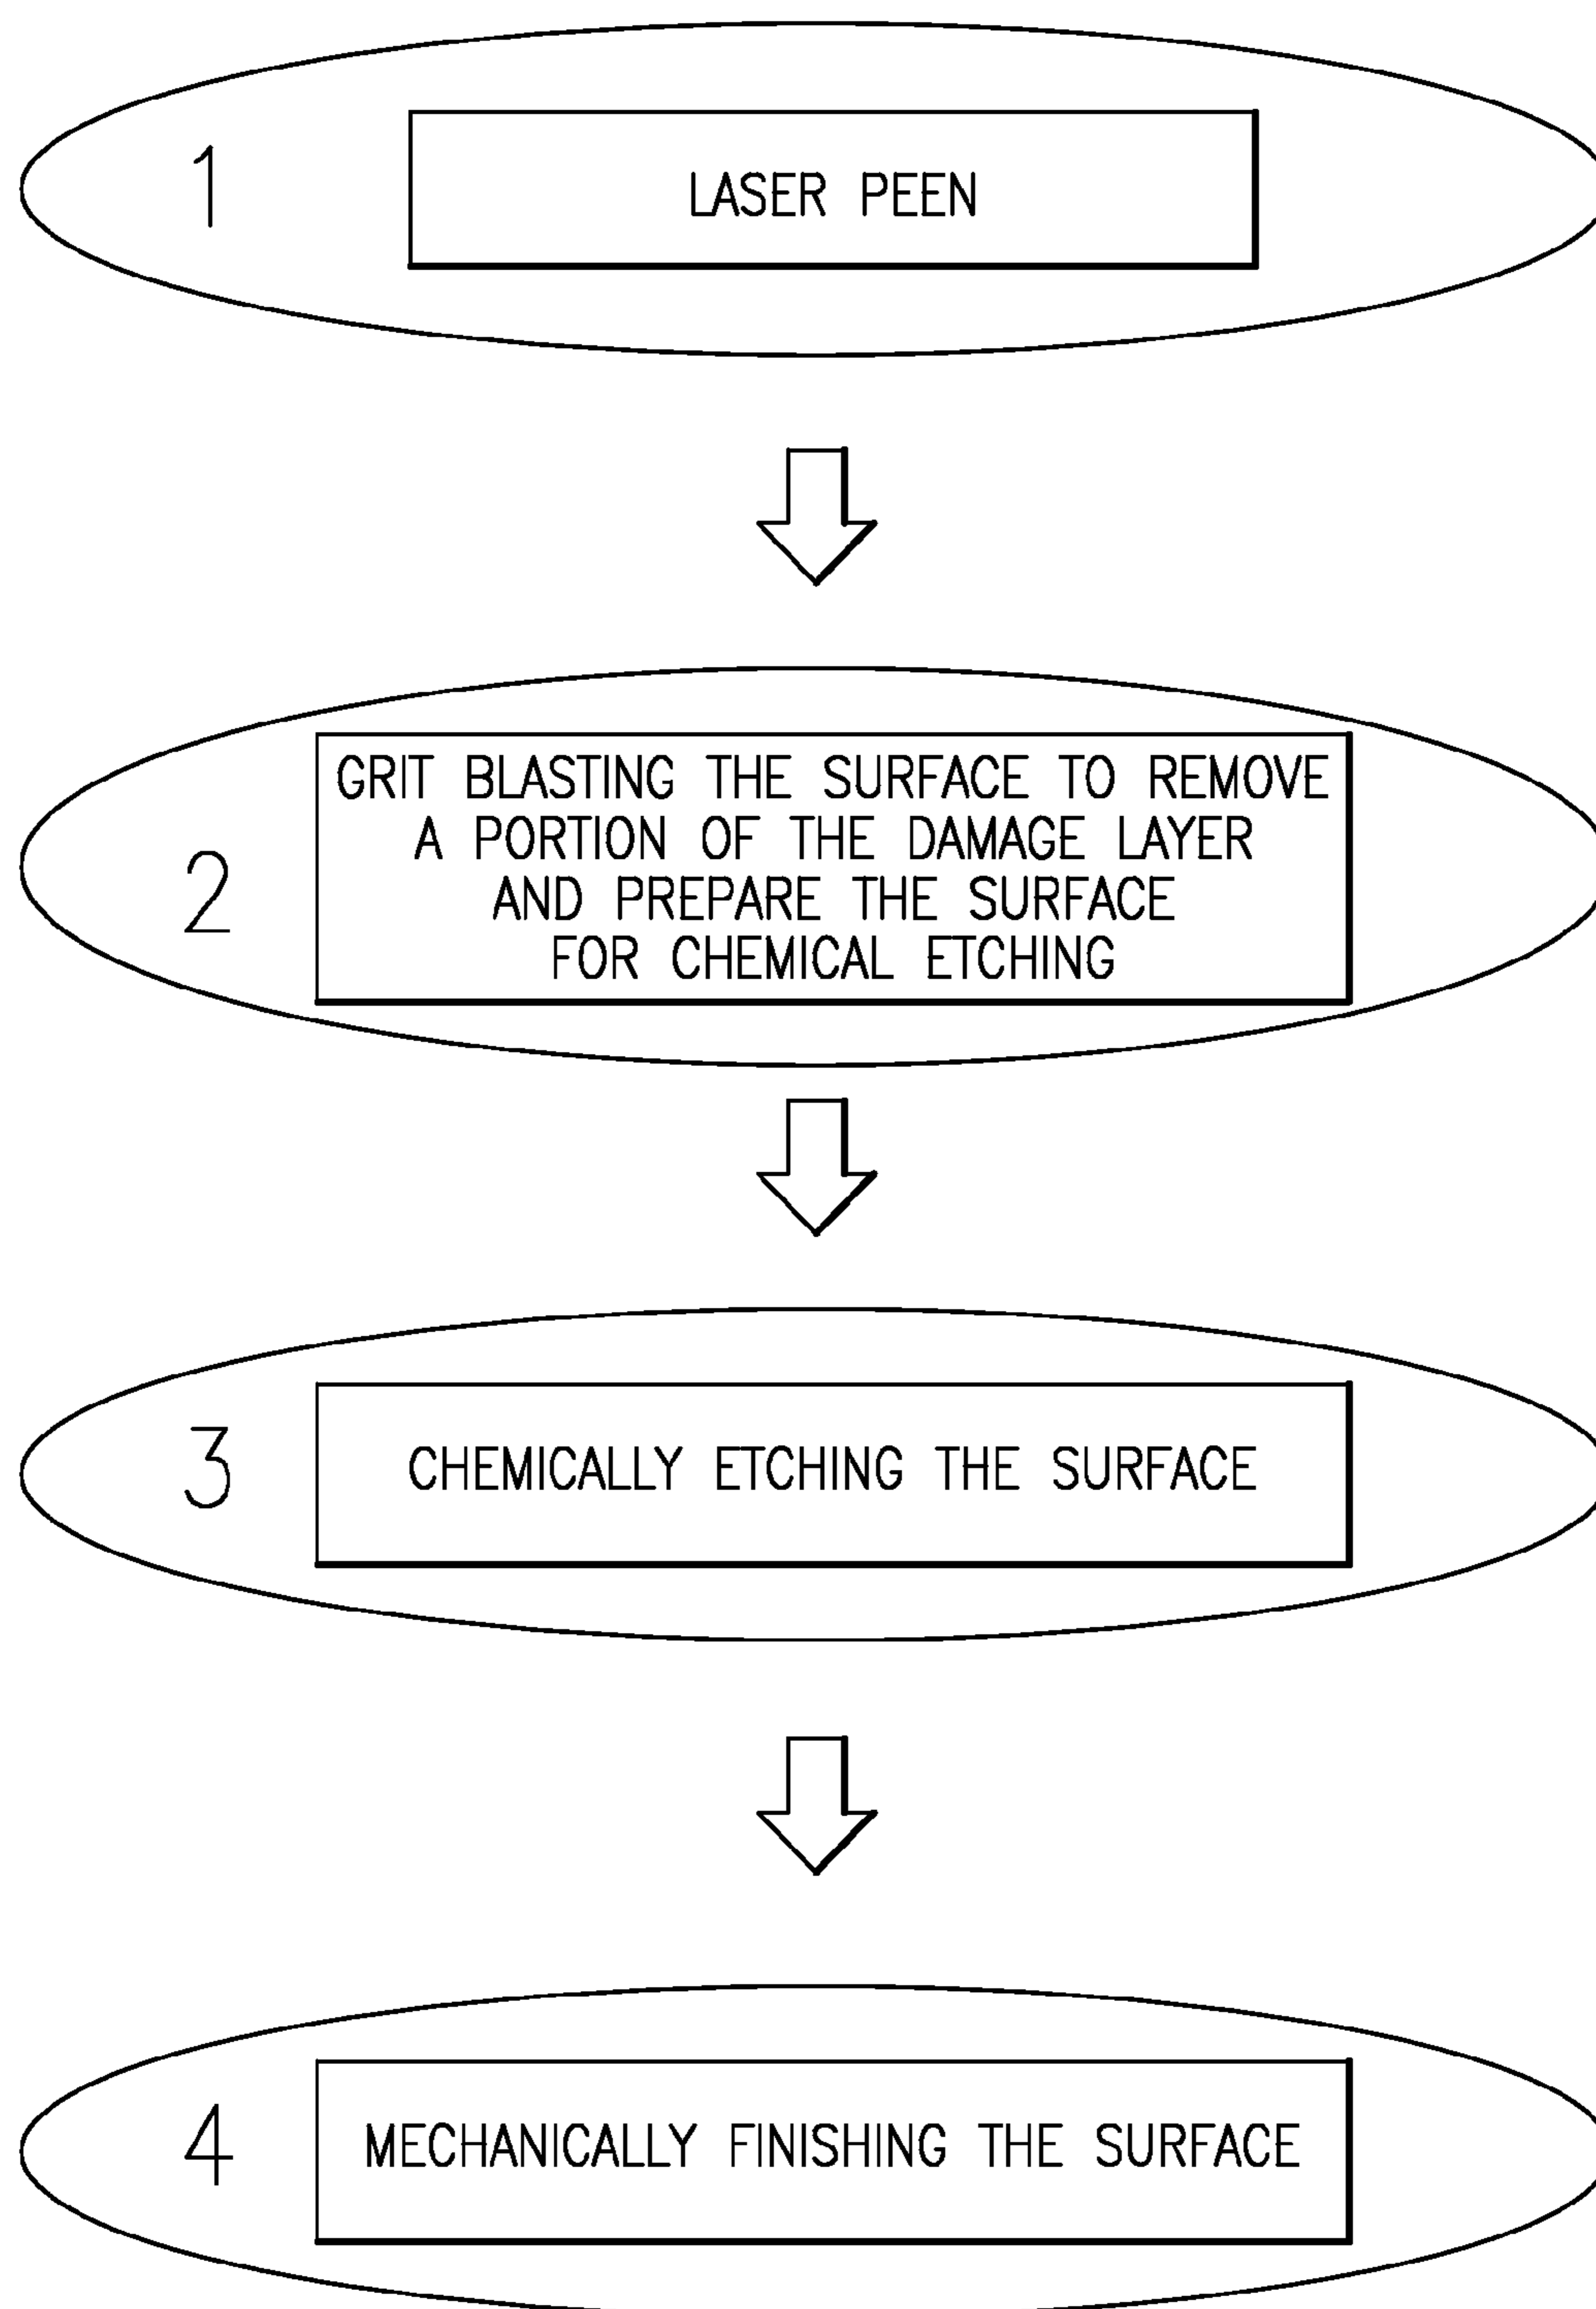 1
LASER PEEN
2
GRIT BLASTING THE SURFACE TO REMOVE
A PORTION OF THE DAMAGE LAYER
AND PREPARE THE SURFACE
FOR CHEMICAL ETCHING
3
CHEMICALLY ETCHING THE SURFACE
4
MECHANICALLY FINISHING THE SURFACE